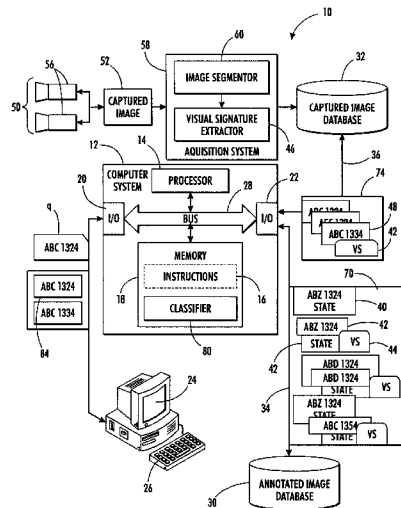 10
56
50
52
CAPTURED IMAGE
58
60
IMAGE SEGMENTOR
VISUAL SIGNATURE EXTRACTOR
46
AQUISITION SYSTEM
32
CAPTURED IMAGE DATABASE
36
12
14
COMPUTER SYSTEM
PROCESSOR
20
22
28
I/O
BUS
I/O
MEMORY
INSTRUCTIONS
CLASSIFIER
18
16
80
q
ABC 1324
ABC 1324
ABC 1334
84
24
26
74
ABC 1324
48
ABC 1334
VS
42
70
ABZ 1324
STATE
40
ABZ 1324
42
STATE
VS
42
44
ABD 1324
ABD 1324
STATE
VS
ABZ 1324
STATE
ABC 1354
STATE
VS
34
30
ANNOTATED IMAGE DATABASE